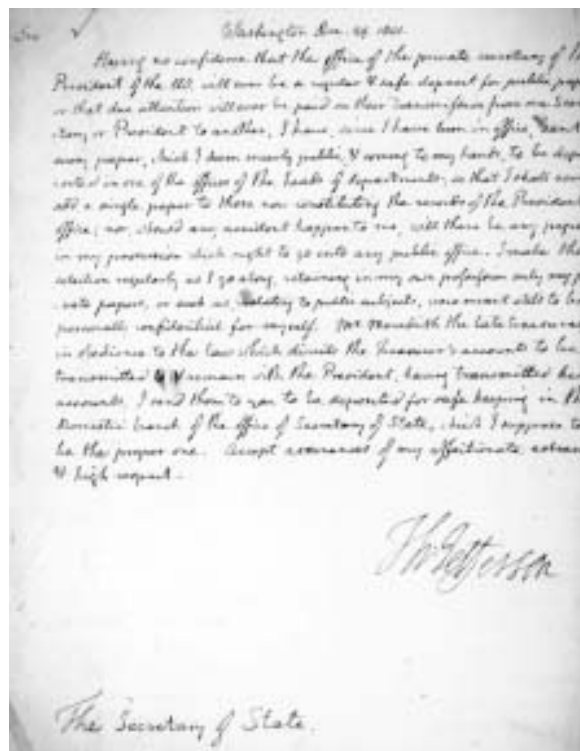 Sir
Washington Dec. 29. 1801.
Having no confidence that the office of the private secretary of the
President of the US. will ever be a regular & safe deposit for public pape
or that due attention will ever be paid on their transmission from one Secre
tary or President to another, I have, since I have been in office, sent
every paper, which I deem merely public, & coming to my hands, to be depo
sited in one of the offices of the heads of departments; so that I shall never
add a single paper to those now constituting the records of the President's
office; nor, should any accident happen to me, will there be any papers
in my possession which ought to go into any public office. I make the
selection regularly as I go along, retaining in my own possession only my pri
vate papers, or such as, relating to public subjects, were meant still to be
personally confidential for myself. Mr. Meredith the late treasurer
in obedience to the law which directs the Treasurer's accounts to be
transmitted & remain with the President, having transmitted his
accounts, I send them to you to be deposited for safe keeping in the
Domestic branch of the office of Secretary of State, which I suppose to
be the proper one. Accept assurances of my affectionate esteem
& high respect.
Th: Jefferson
The Secretary of State.